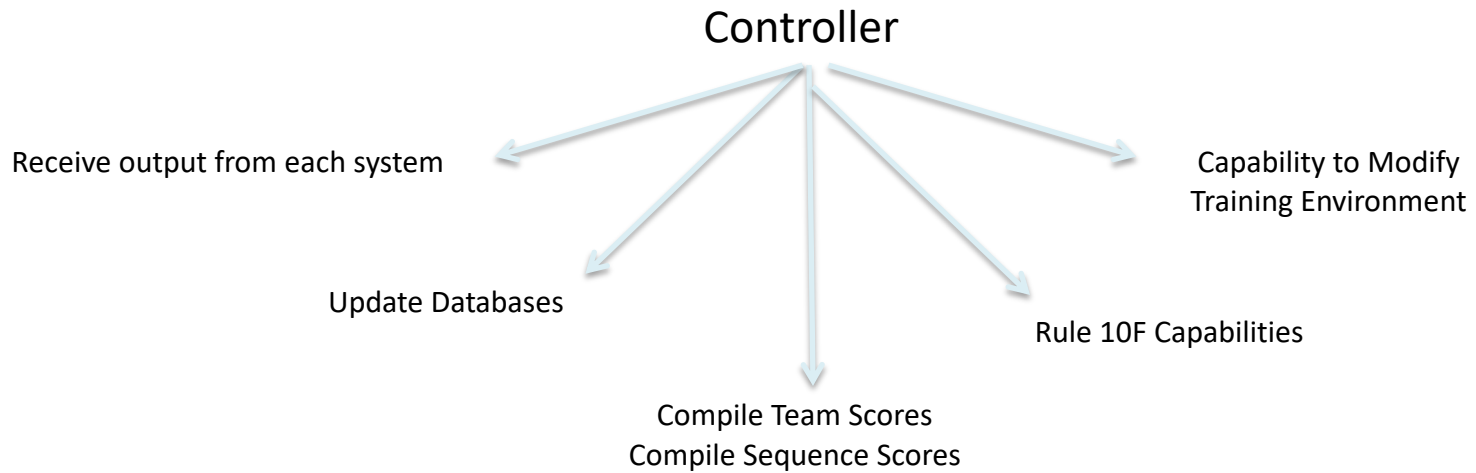 Controller
Receive output from each system
Capability to Modify
Training Environment
Update Databases
Rule 10F Capabilities
Compile Team Scores
Compile Sequence Scores